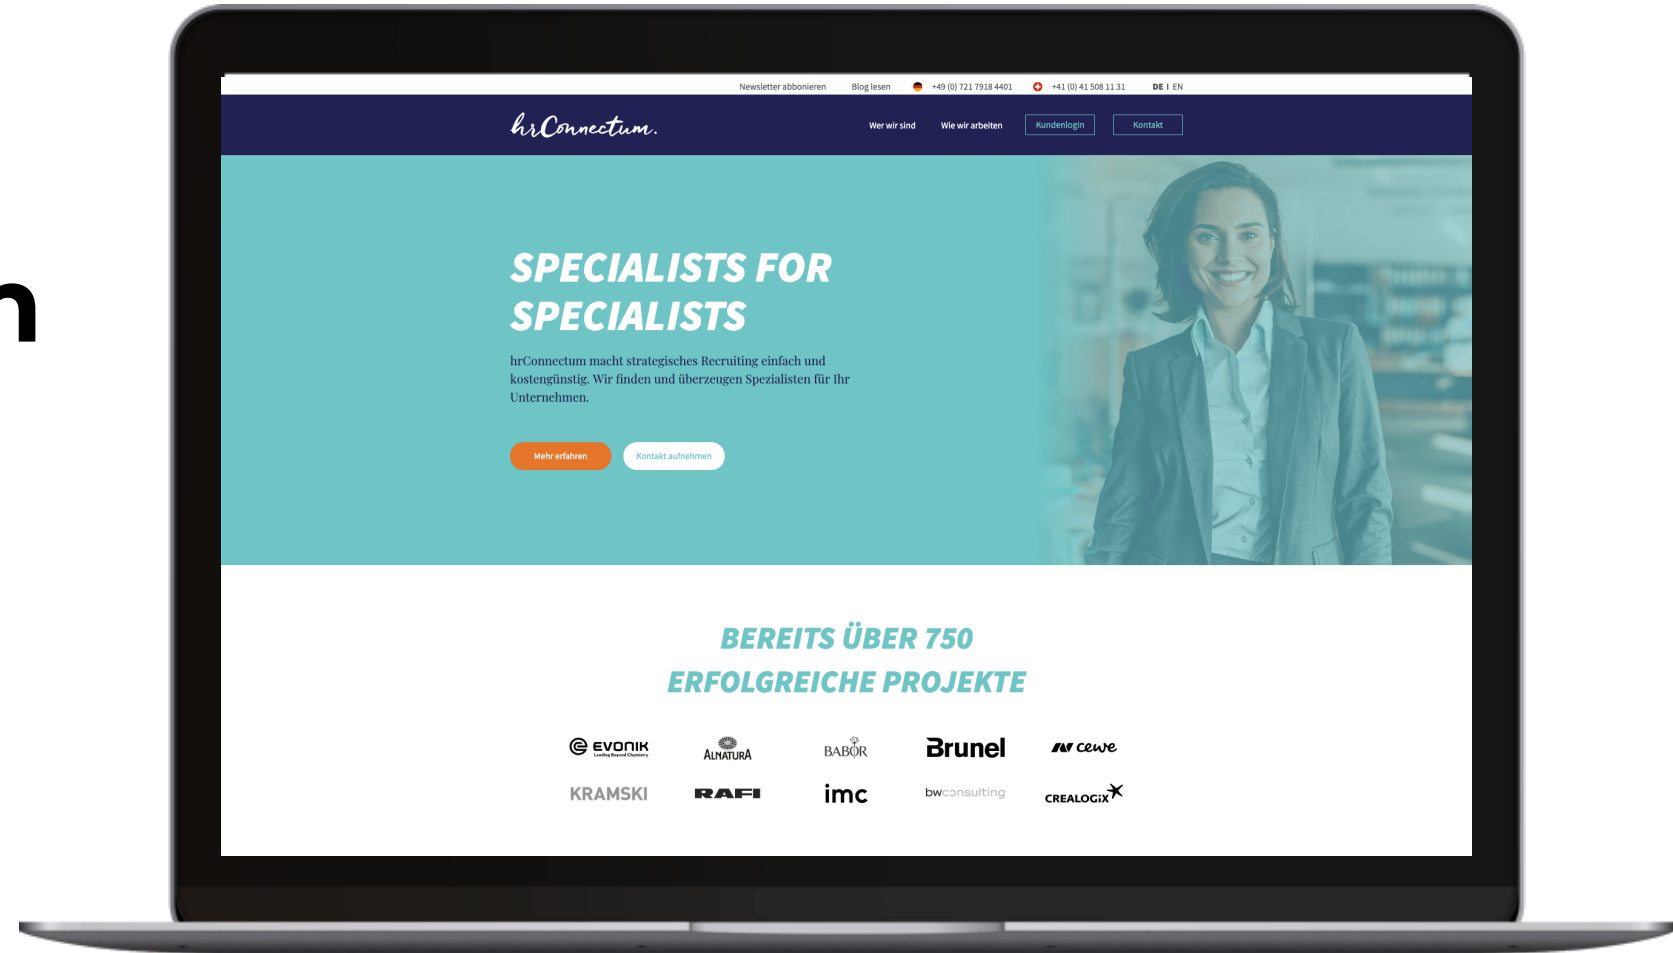 n
Newsletter abbonieren Blog lesen +49 (0) 721 7918 4401 +41 (0) 41 508 11 31 DE I EN
hrConnectum. Wer wir sind Wie wir arbeiten Kundenlogin Kontakt
SPECIALISTS FOR
SPECIALISTS
hrConnectum macht strategisches Recruiting einfach und
kostengünstig. Wir finden und überzeugen Spezialisten für Ihr
Unternehmen.
Mehr erfahren Kontakt aufnehmen
BEREITS ÜBER 750
ERFOLGREICHE PROJEKTE
EVONIK ALNATURA BABOR Brunel cewe
Leading Beyond Chemistry
KRAMSKI RAFI imc bwconsulting CREALOGiX